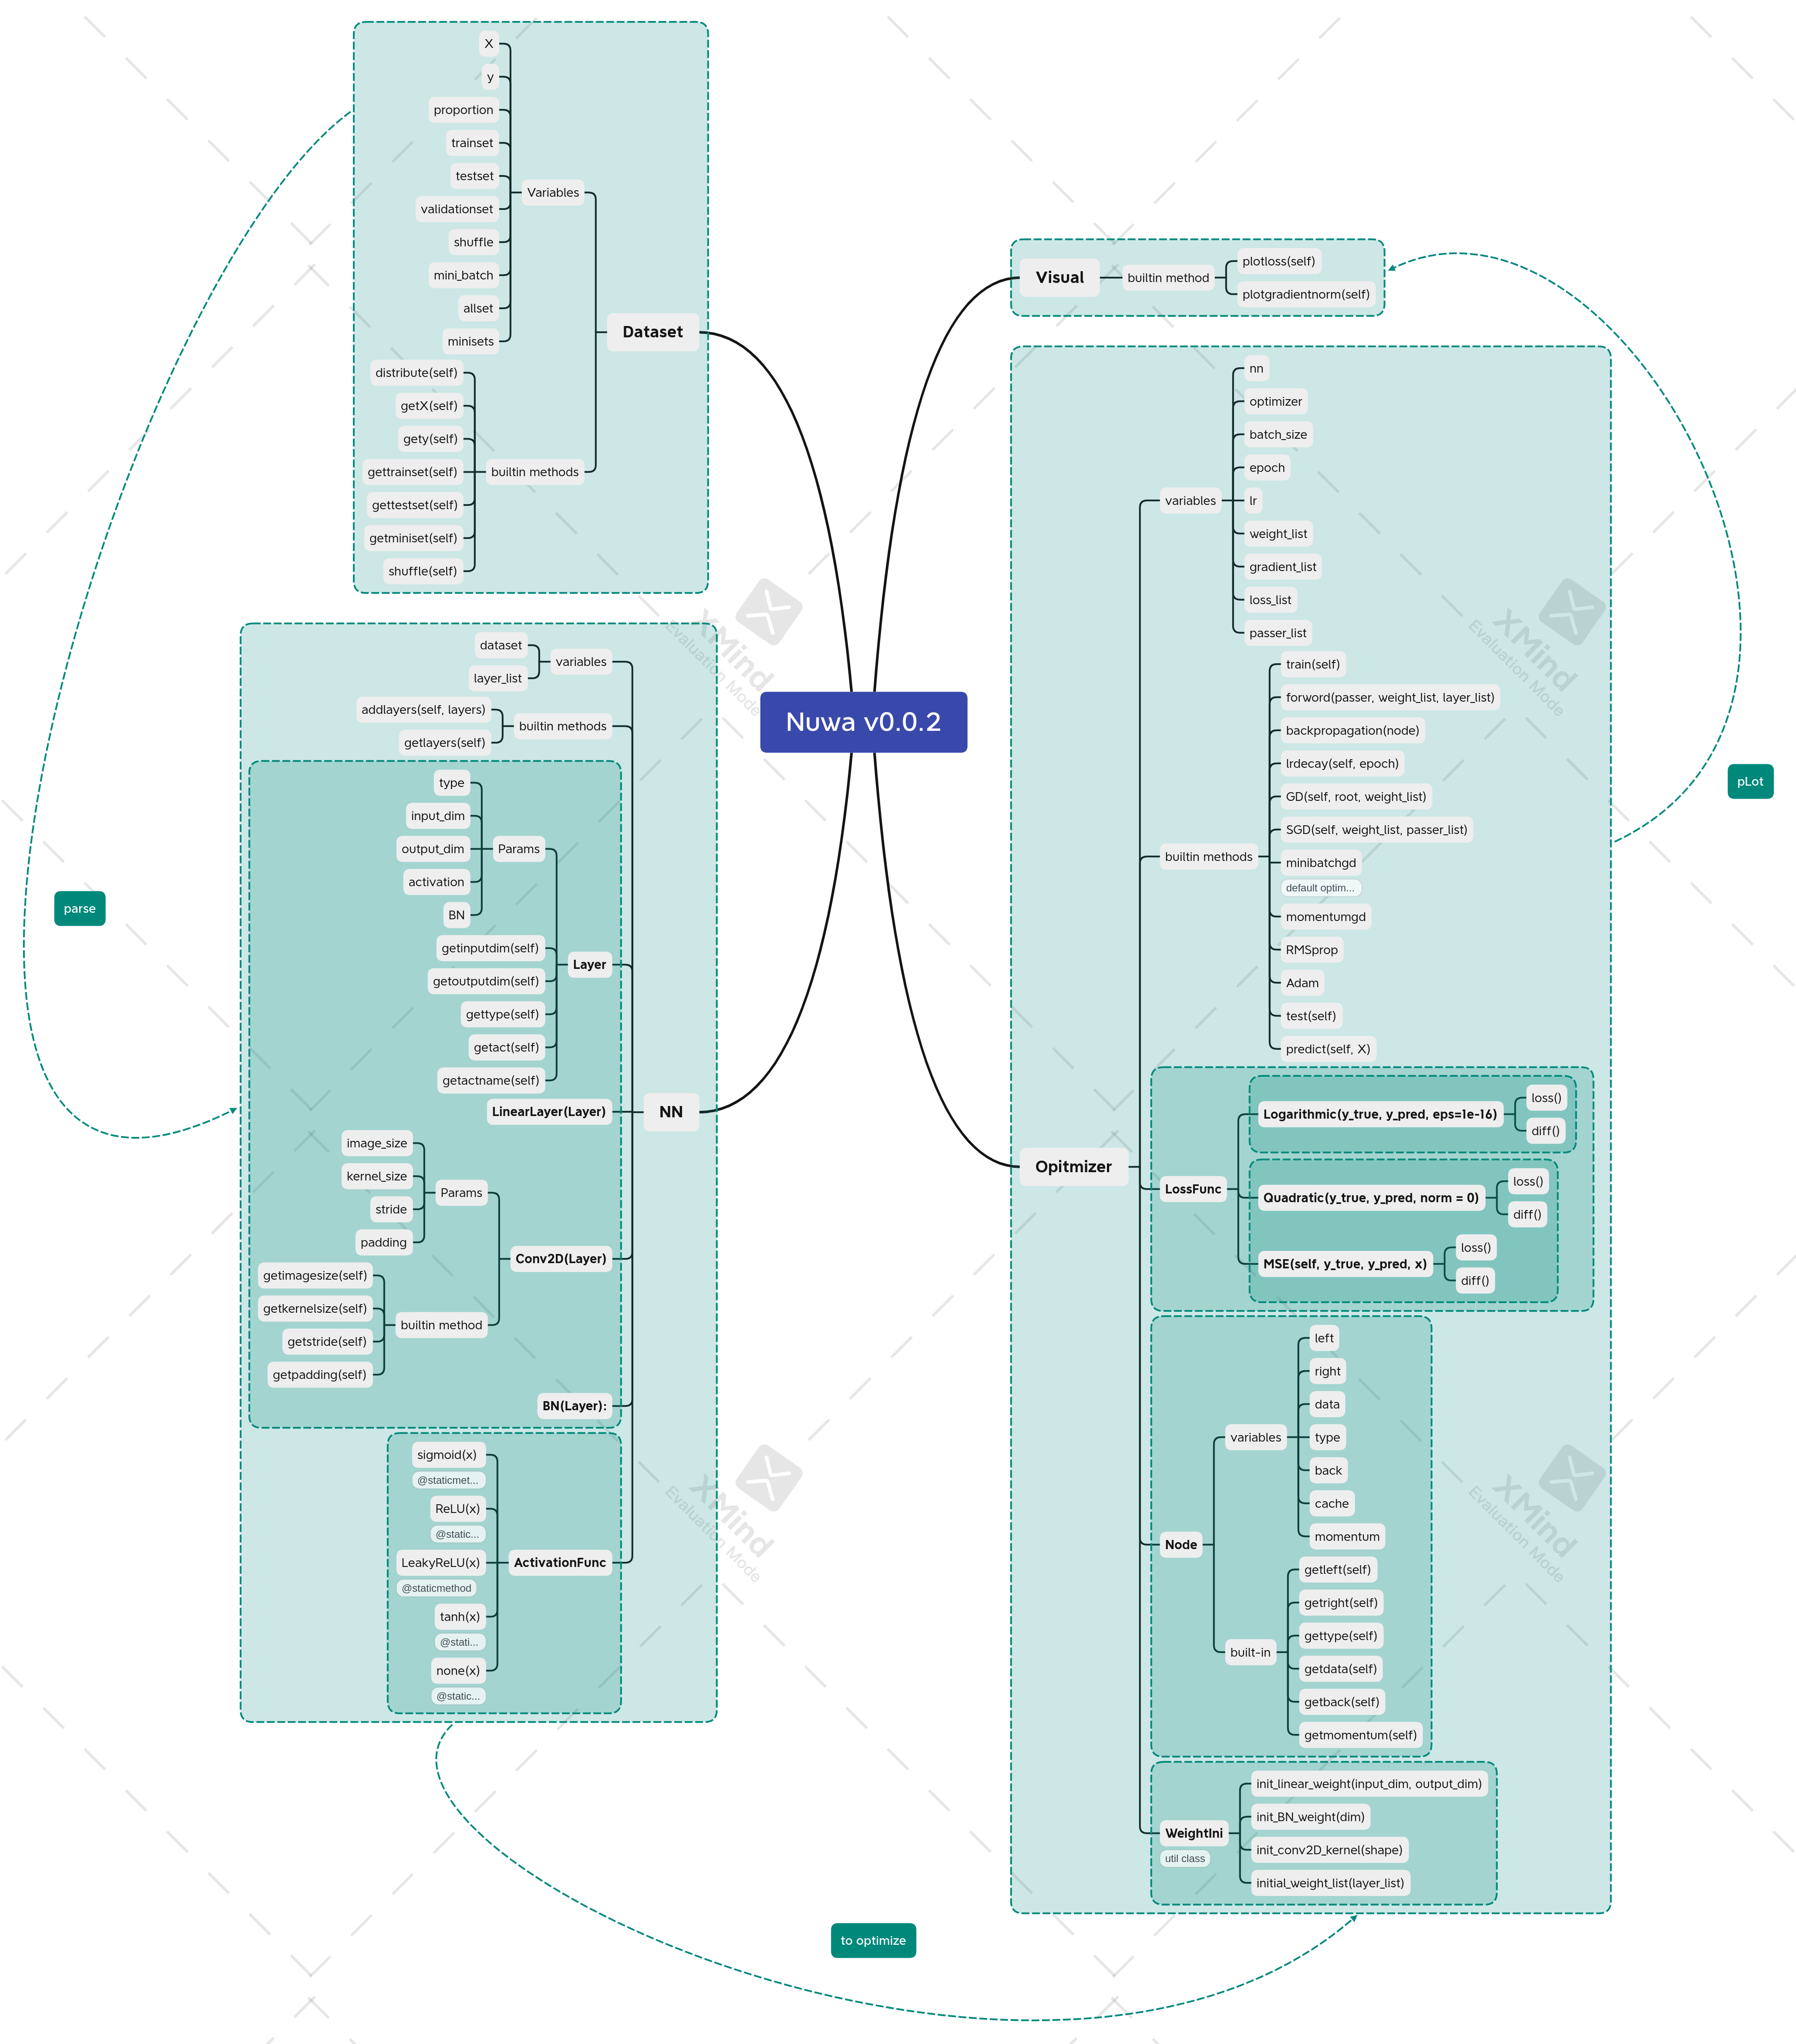 Nuwa v0.0.2
Dataset
Variables
X
y
proportion
trainset
testset
validationset
shuffle
mini_batch
allset
minisets
builtin methods
distribute(self)
getX(self)
gety(self)
gettrainset(self)
gettestset(self)
getminiset(self)
shuffle(self)
parse
NN
variables
dataset
layer_list
builtin methods
addlayers(self, layers)
getlayers(self)
Layer
Params
type
input_dim
output_dim
activation
BN
getinputdim(self)
getoutputdim(self)
gettype(self)
getact(self)
getactname(self)
LinearLayer(Layer)
Conv2D(Layer)
Params
image_size
kernel_size
stride
padding
builtin method
getimagesize(self)
getkernelsize(self)
getstride(self)
getpadding(self)
BN(Layer):
ActivationFunc
sigmoid(x)
@staticmet...
ReLU(x)
@static...
LeakyReLU(x)
@staticmethod
tanh(x)
@stati...
none(x)
@static...
to optimize
Visual
builtin method
plotloss(self)
plotgradientnorm(self)
pLot
Opitmizer
variables
nn
optimizer
batch_size
epoch
lr
weight_list
gradient_list
loss_list
passer_list
builtin methods
train(self)
forword(passer, weight_list, layer_list)
backpropagation(node)
lrdecay(self, epoch)
GD(self, root, weight_list)
SGD(self, weight_list, passer_list)
minibatchgd
default optim...
momentumgd
RMSprop
Adam
test(self)
predict(self, X)
LossFunc
Logarithmic(y_true, y_pred, eps=1e-16)
loss()
diff()
Quadratic(y_true, y_pred, norm = 0)
loss()
diff()
MSE(self, y_true, y_pred, x)
loss()
diff()
Node
variables
left
right
data
type
back
cache
momentum
built-in
getleft(self)
getright(self)
gettype(self)
getdata(self)
getback(self)
getmomentum(self)
WeightIni
util class
init_linear_weight(input_dim, output_dim)
init_BN_weight(dim)
init_conv2D_kernel(shape)
initial_weight_list(layer_list)
XMind
Evaluation Mode
XMind
Evaluation Mode
XMind
Evaluation Mode
XMind
Evaluation Mode